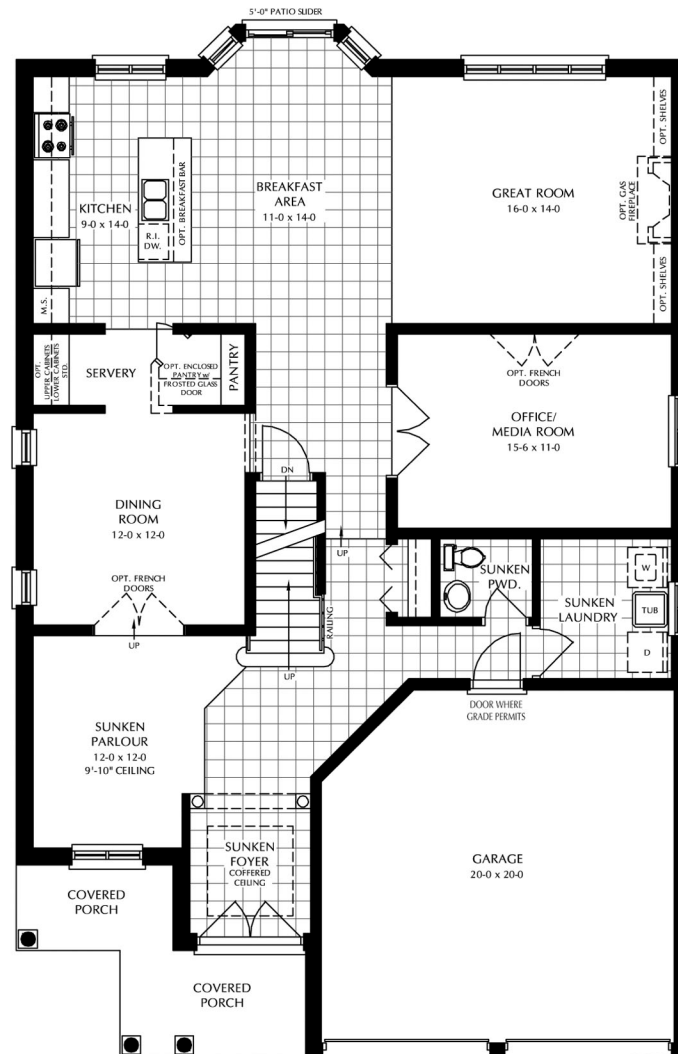 5'-0" PATIO SLIDER
KITCHEN
9-0 x 14-0
R.I.
DW.
OPT. BREAKFAST BAR
BREAKFAST
AREA
11-0 x 14-0
GREAT ROOM
16-0 x 14-0
OPT. SHELVES
OPT. GAS
FIREPLACE
OPT. SHELVES
M.S.
OPT.
UPPER CABINETS
LOWER CABINETS
STD.
SERVERY
OPT. ENCLOSED
PANTRY w/
FROSTED GLASS
DOOR
PANTRY
OPT. FRENCH
DOORS
OFFICE/
MEDIA ROOM
15-6 x 11-0
DINING
ROOM
12-0 x 12-0
DN
OPT. FRENCH
DOORS
UP
UP
RAILING
UP
SUNKEN
PWD.
SUNKEN
LAUNDRY
W
TUB
D
SUNKEN
PARLOUR
12-0 x 12-0
9'-10" CEILING
DOOR WHERE
GRADE PERMITS
SUNKEN
FOYER
COFFERED
CEILING
GARAGE
20-0 x 20-0
COVERED
PORCH
COVERED
PORCH